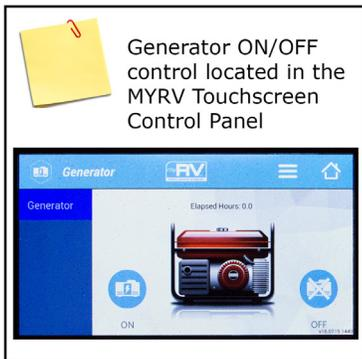 Generator ON/OFF
control located in the
MYRV Touchscreen
Control Panel
Generator
myRV
Generator
Elapsed Hours: 0.0
ON
OFF